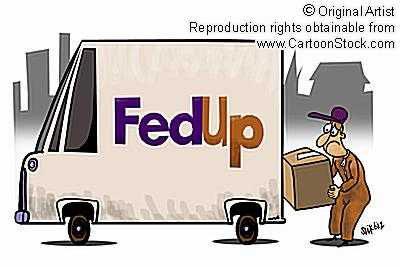 © Original Artist
Reproduction rights obtainable from
www.CartoonStock.com
FedUp